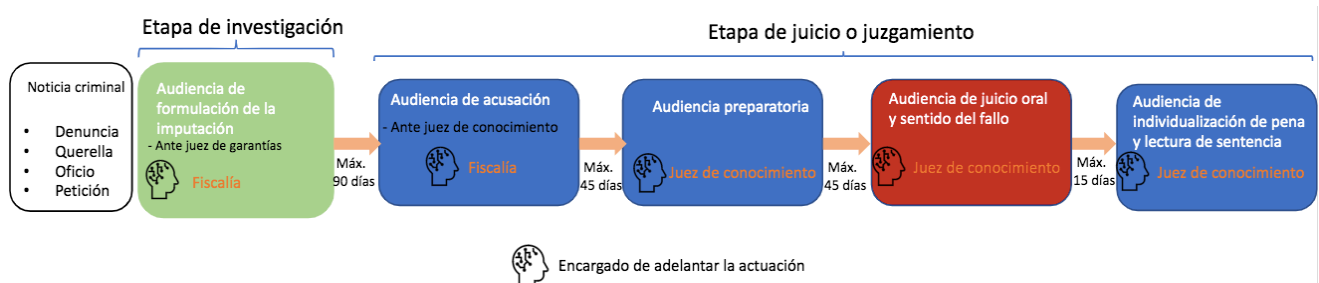 Etapa de investigación
Etapa de juicio o juzgamiento
Noticia criminal
• Denuncia
• Querella
• Oficio
• Petición
Audiencia de
formulación de la
imputación
- Ante juez de garantías
Fiscalía
Máx.
90 días
Audiencia de acusación
- Ante juez de conocimiento
Fiscalía
Máx.
45 días
Audiencia preparatoria
Juez de conocimiento
Máx.
45 días
Audiencia de juicio oral
y sentido del fallo
Juez de conocimiento
Máx.
15 días
Audiencia de
individualización de pena
y lectura de sentencia
Juez de conocimiento
Encargado de adelantar la actuación